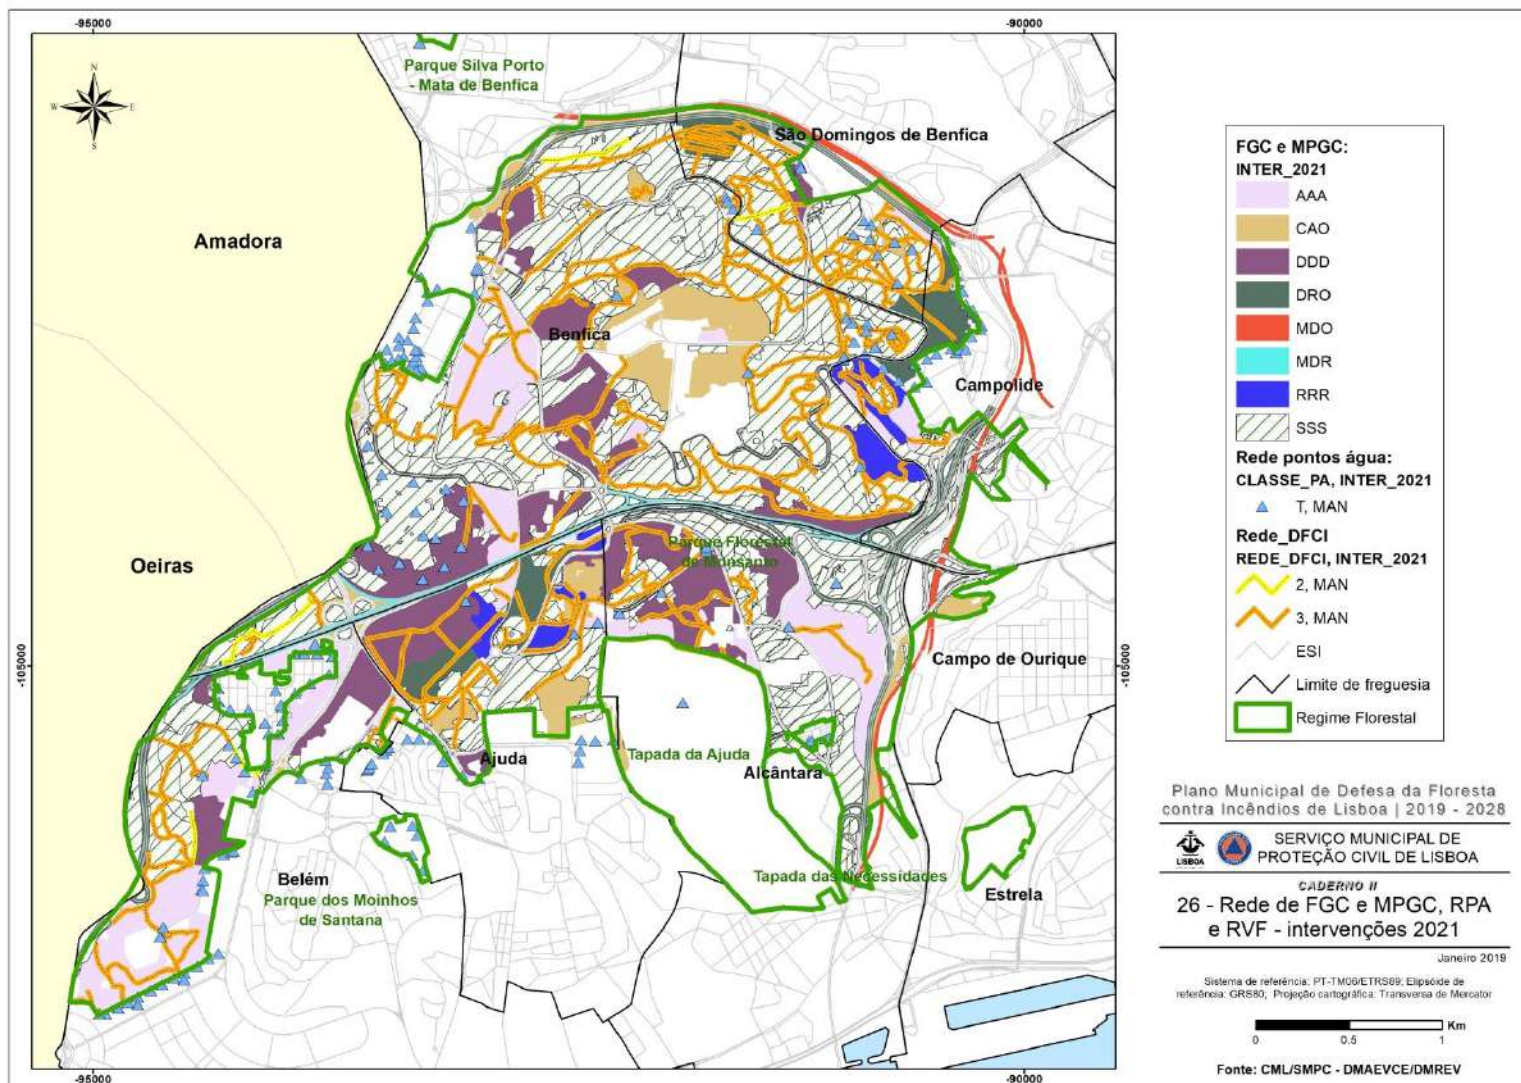 -95000
-90000
Parque Silva Porto
- Mata de Benfica
N
W
E
S
São Domingos de Benfica
Amadora
Benfica
Campolide
Parque Florestal
de Monsanto
Oeiras
Campo de Ourique
-105000
-105000
Ajuda
Tapada da Ajuda
Alcântara
Belém
Parque dos Moinhos
de Santana
Tapada das Necessidades
Estrela
-95000
-90000
FGC e MPGC:
INTER_2021
AAA
CAO
DDD
DRO
MDO
MDR
RRR
SSS
Rede pontos água:
CLASSE_PA, INTER_2021
T, MAN
Rede_DFCI
REDE_DFCI, INTER_2021
2, MAN
3, MAN
ESI
Limite de freguesia
Regime Florestal
Plano Municipal de Defesa da Floresta
contra Incêndios de Lisboa | 2019 - 2028
LISBOA
SERVIÇO MUNICIPAL DE
PROTEÇÃO CIVIL DE LISBOA
CADERNO II
26 - Rede de FGC e MPGC, RPA
e RVF - intervenções 2021
Janeiro 2019
Sistema de referência: PT-TM06/ETRS89; Elipsóide de
referência: GRS80; Projeção cartográfica: Transversa de Mercator
Km
0 0.5 1
Fonte: CML/SMPC - DMAEVCE/DMREV